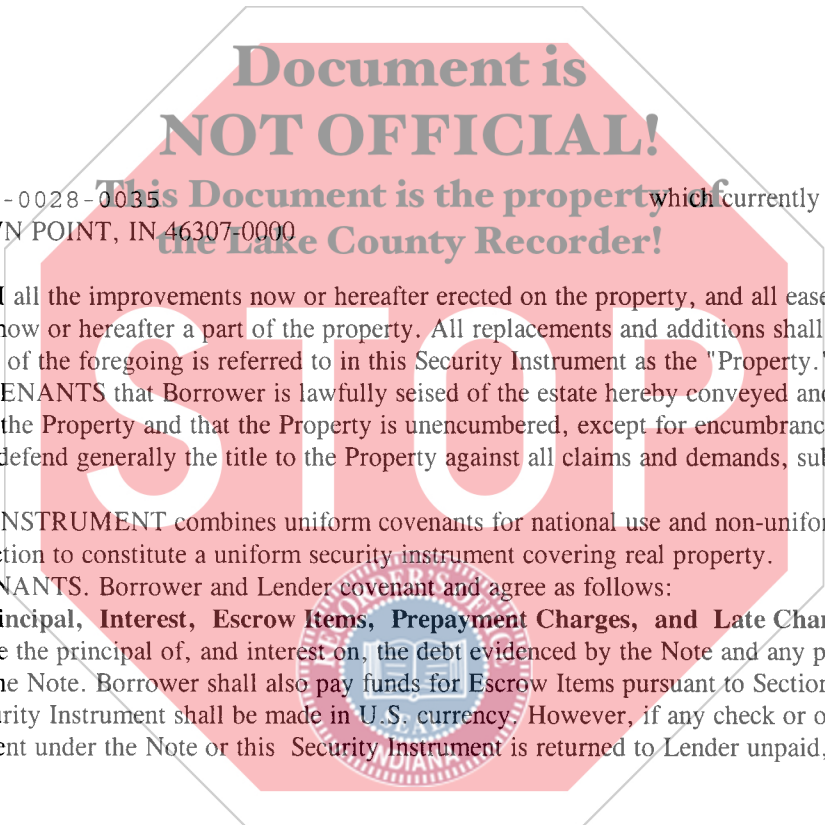 Document is
NOT OFFICIAL!
This Document is the property of
the Lake County Recorder!
-0028-0035 which currently
N POINT, IN 46307-0000
all the improvements now or hereafter erected on the property, and all ease
now or hereafter a part of the property. All replacements and additions shall
of the foregoing is referred to in this Security Instrument as the "Property."
ENANTS that Borrower is lawfully seised of the estate hereby conveyed and
the Property and that the Property is unencumbered, except for encumbranc
defend generally the title to the Property against all claims and demands, su
STOP
NSTRUMENT combines uniform covenants for national use and non-unifor
ction to constitute a uniform security instrument covering real property.
NANTS. Borrower and Lender covenant and agree as follows:
incipal, Interest, Escrow Items, Prepayment Charges, and Late Char
e the principal of, and interest on, the debt evidenced by the Note and any p
he Note. Borrower shall also pay funds for Escrow Items pursuant to Section
urity Instrument shall be made in U.S. currency. However, if any check or o
ent under the Note or this Security Instrument is returned to Lender unpaid,
RECORDER'S OFFICE
SEAL
INDIANA